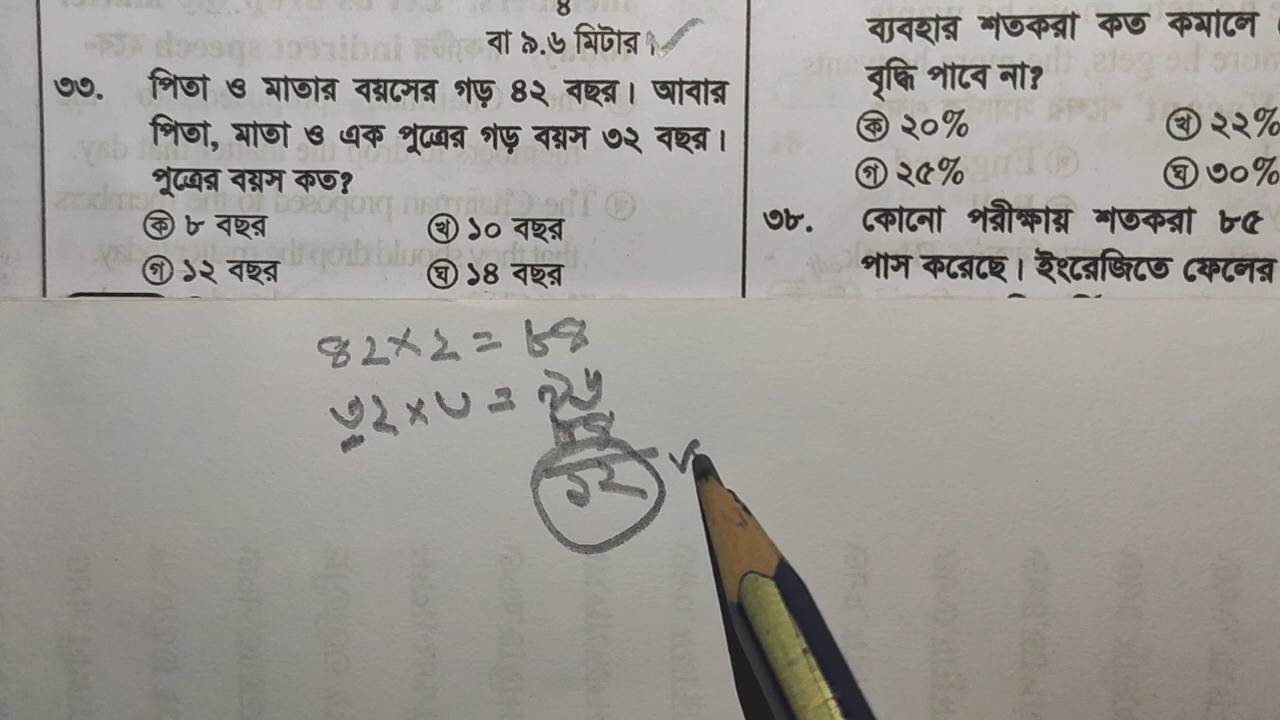 ৪
বা ৯.৬ মিটার।
৩৩. পিতা ও মাতার বয়সের গড় ৪২ বছর। আবার
পিতা, মাতা ও এক পুত্রের গড় বয়স ৩২ বছর।
পুত্রের বয়স কত?
ক ৮ বছর খ ১০ বছর
গ ১২ বছর ঘ ১৪ বছর
ব্যবহার শতকরা কত কমালে
বৃদ্ধি পাবে না?
ক ২০% খ ২২%
গ ২৫% ঘ ৩০%
৩৮. কোনো পরীক্ষায় শতকরা ৮৫
পাস করেছে। ইংরেজিতে ফেলের
৪২×২=৮৪
৩২×৩=৯৬
৮৪
১২